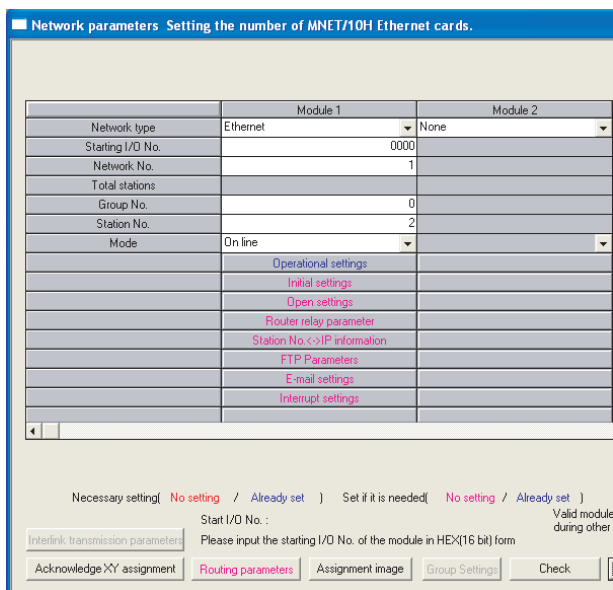 Network parameters Setting the number of MNET/10H Ethernet cards.
Module 1 Module 2
Network type Ethernet None
Starting I/O No. 0000
Network No. 1
Total stations
Group No. 0
Station No. 2
Mode On line
Operational settings
Initial settings
Open settings
Router relay parameter
Station No.<->IP information
FTP Parameters
E-mail settings
Interrupt settings
Necessary setting( No setting / Already set ) Set if it is needed( No setting / Already set )
Start I/O No. : Valid module
during other
Interlink transmission parameters Please input the starting I/O No. of the module in HEX(16 bit) form
Acknowledge XY assignment Routing parameters Assignment image Group Settings Check